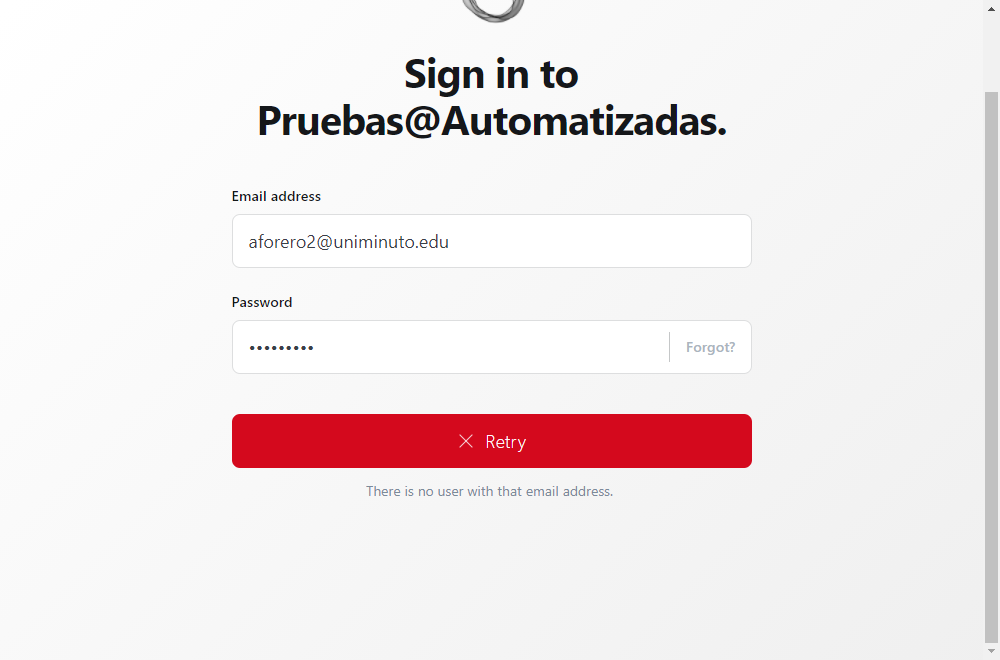 Sign in to
Pruebas@Automatizadas.
Email address
aforero2@uniminuto.edu
Password
•••••••••
Forgot?
Retry
There is no user with that email address.